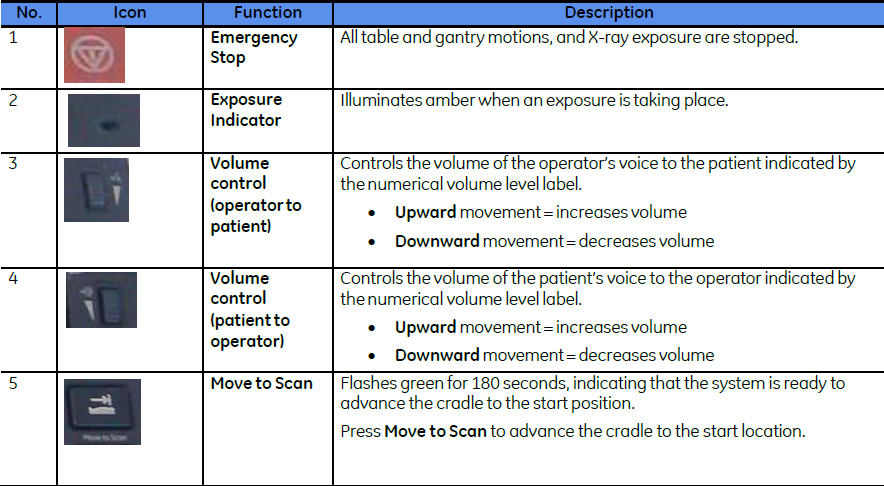 No. Icon Function Description
1 Emergency All table and gantry motions, and X-ray exposure are stopped.
Stop
2 Exposure Illuminates amber when an exposure is taking place.
Indicator
3 Volume Controls the volume of the operator's voice to the patient indicated by
control the numerical volume level label.
(operator to • Upward movement = increases volume
patient)
• Downward movement = decreases volume
4 Volume Controls the volume of the patient's voice to the operator indicated by
control the numerical volume level label.
(patient to • Upward movement = increases volume
operator)
• Downward movement = decreases volume
5 Move to Scan Flashes green for 180 seconds, indicating that the system is ready to
advance the cradle to the start position.
Press Move to Scan to advance the cradle to the start location.
Move to Scan